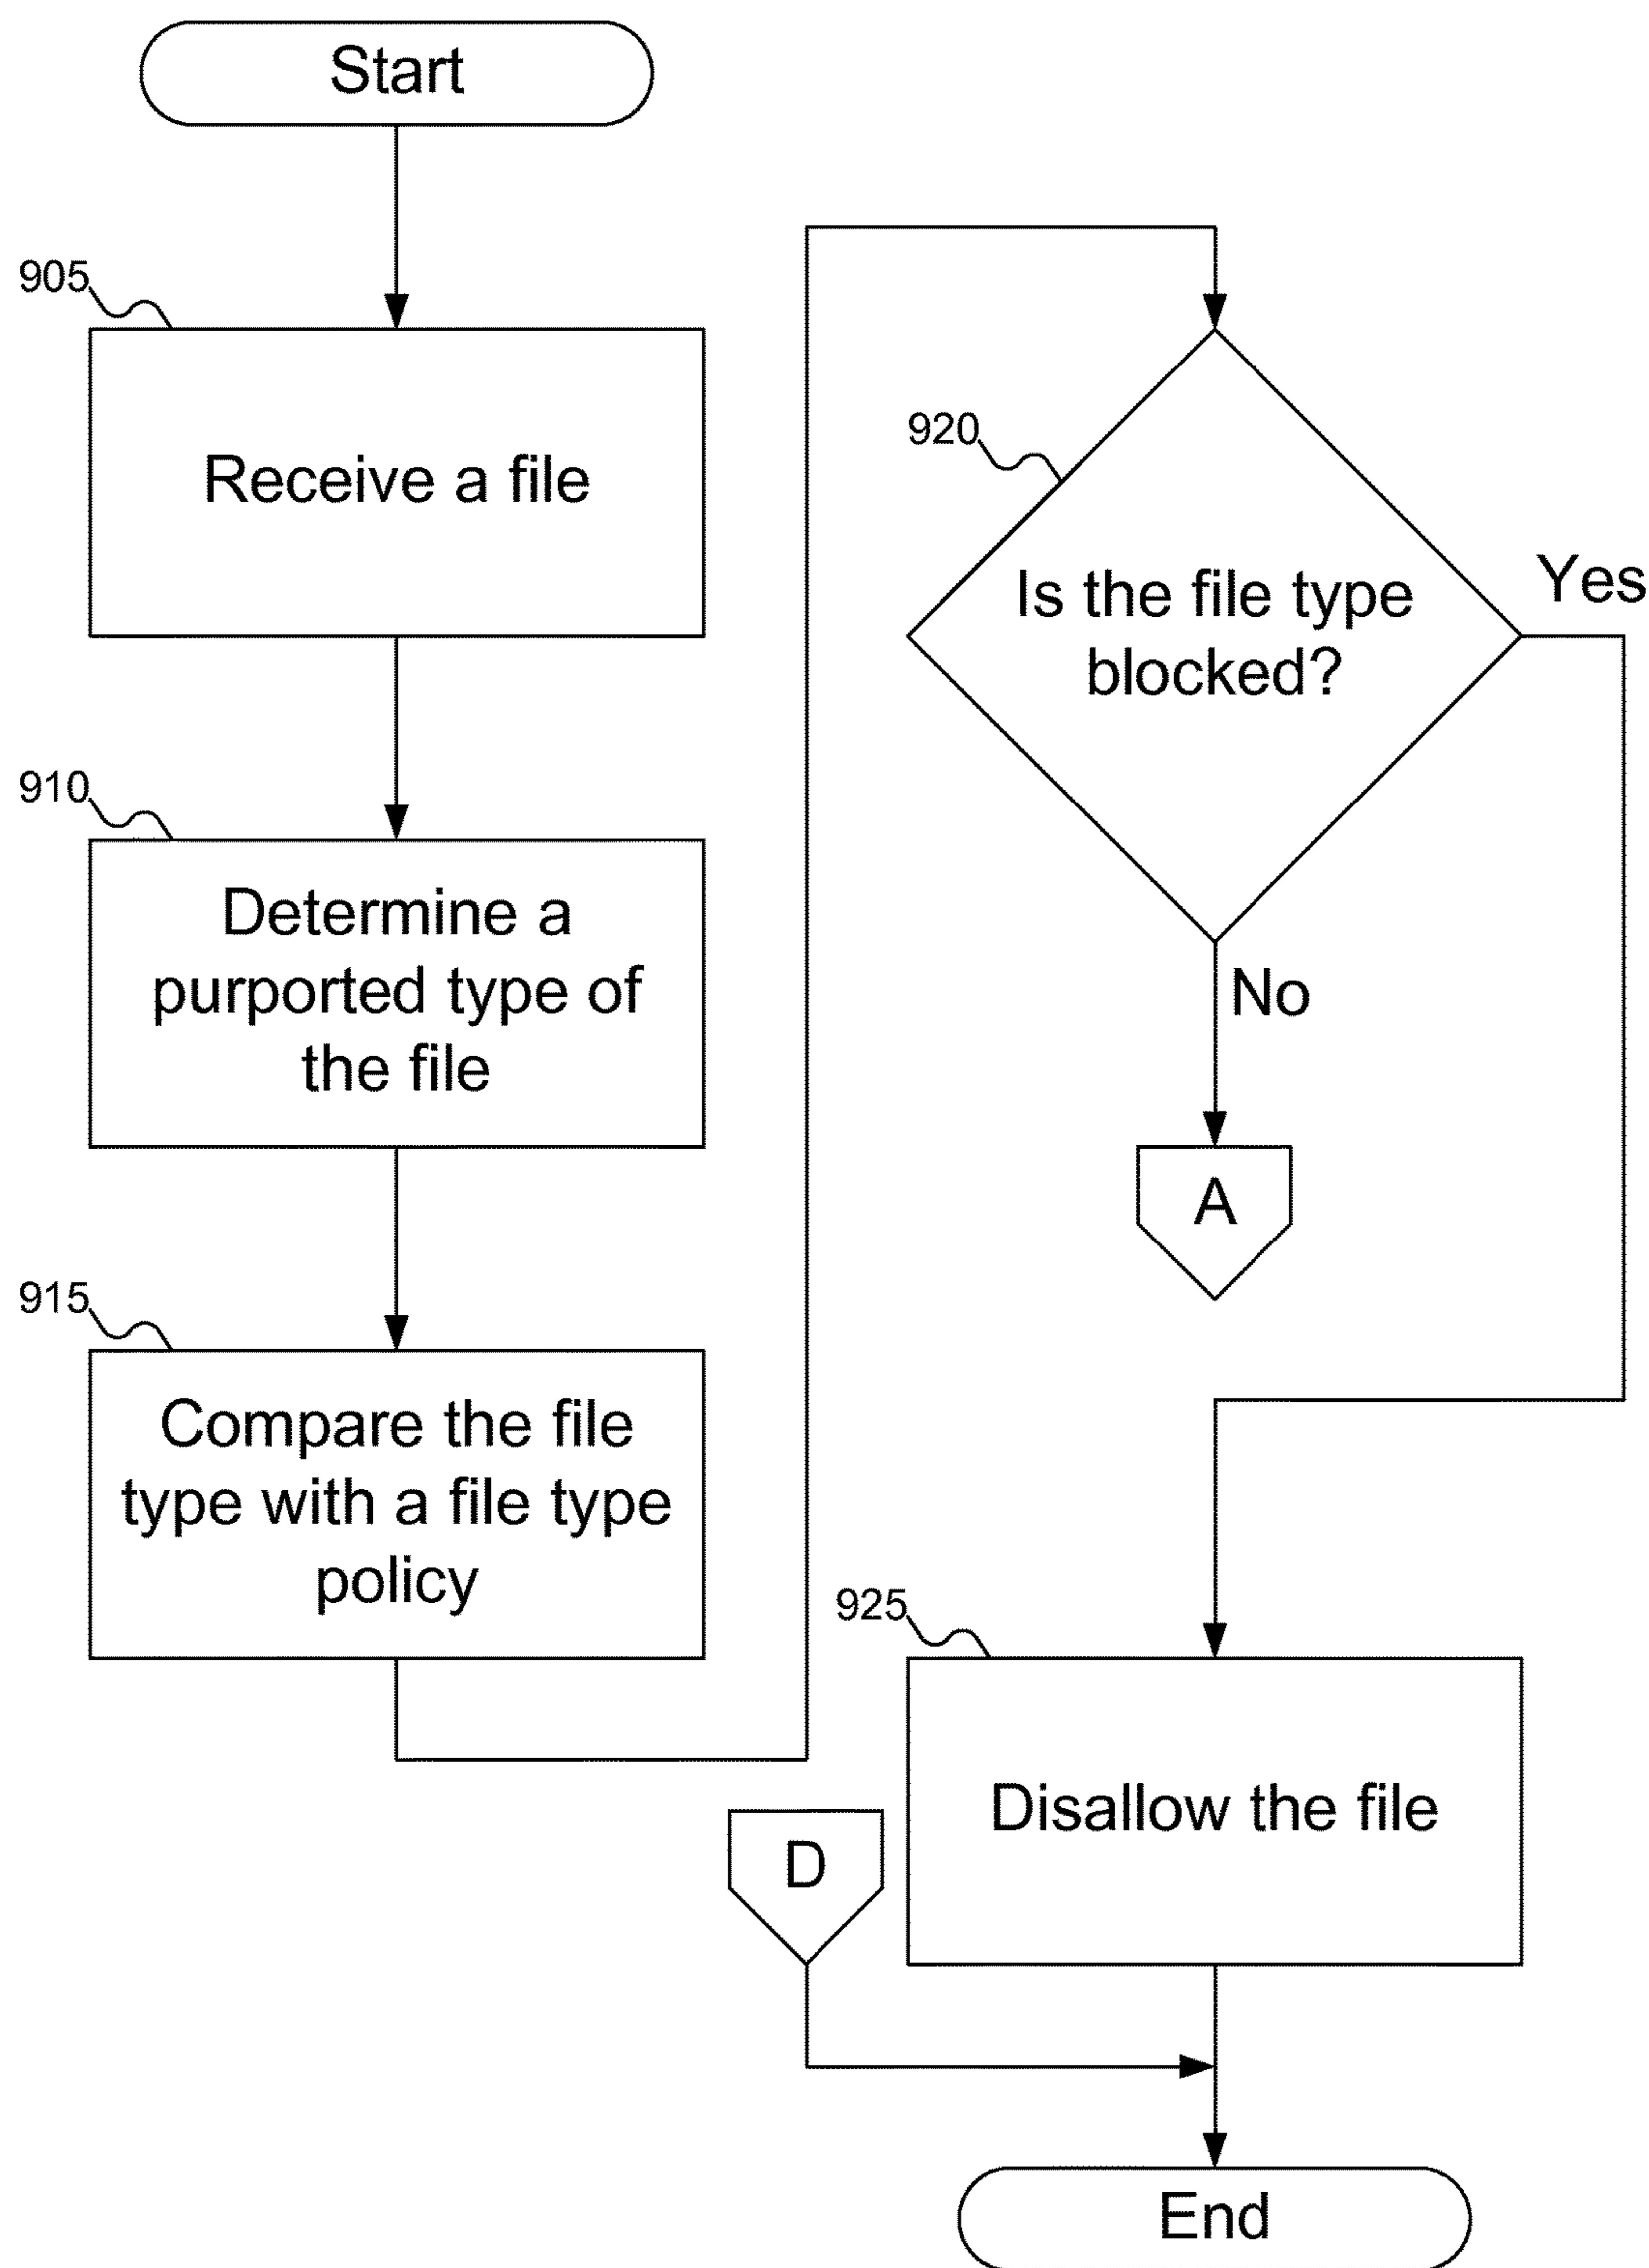 Start
905
Receive a file
910
Determine a
purported type of
the file
915
Compare the file
type with a file type
policy
920
Is the file type
blocked?
Yes
No
A
925
Disallow the file
D
End